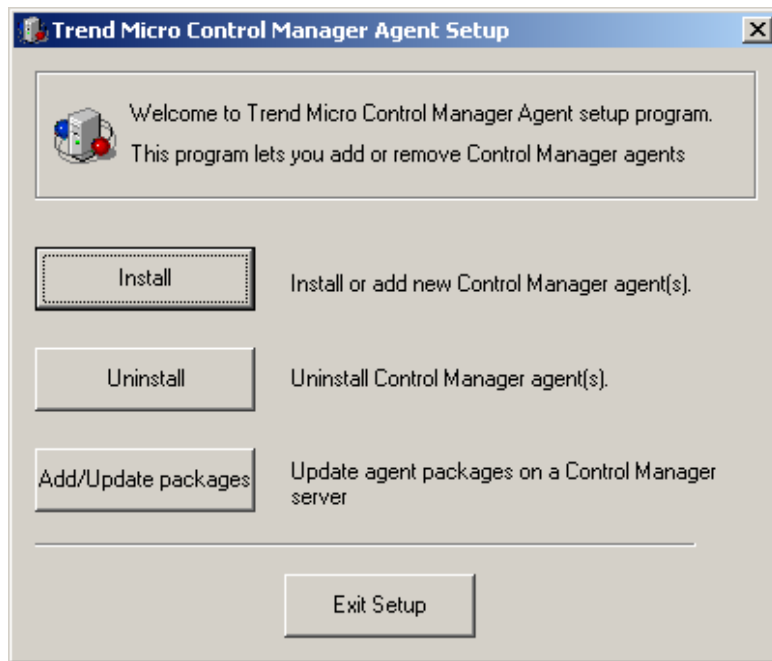 Trend Micro Control Manager Agent Setup
Welcome to Trend Micro Control Manager Agent setup program.
This program lets you add or remove Control Manager agents
Install
Install or add new Control Manager agent(s).
Uninstall
Uninstall Control Manager agent(s).
Add/Update packages
Update agent packages on a Control Manager
server
Exit Setup